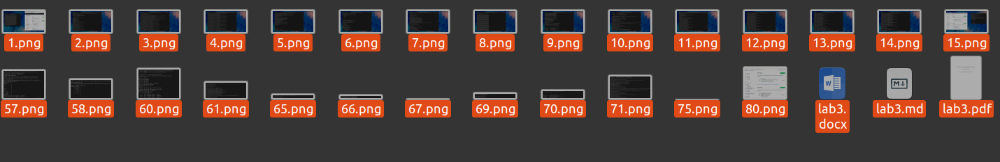 1.png 2.png 3.png 4.png 5.png 6.png 7.png 8.png 9.png 10.png 11.png 12.png 13.png 14.png 15.png
57.png 58.png 60.png 61.png 65.png 66.png 67.png 69.png 70.png 71.png 75.png 80.png lab3.docx lab3.md lab3.pdf